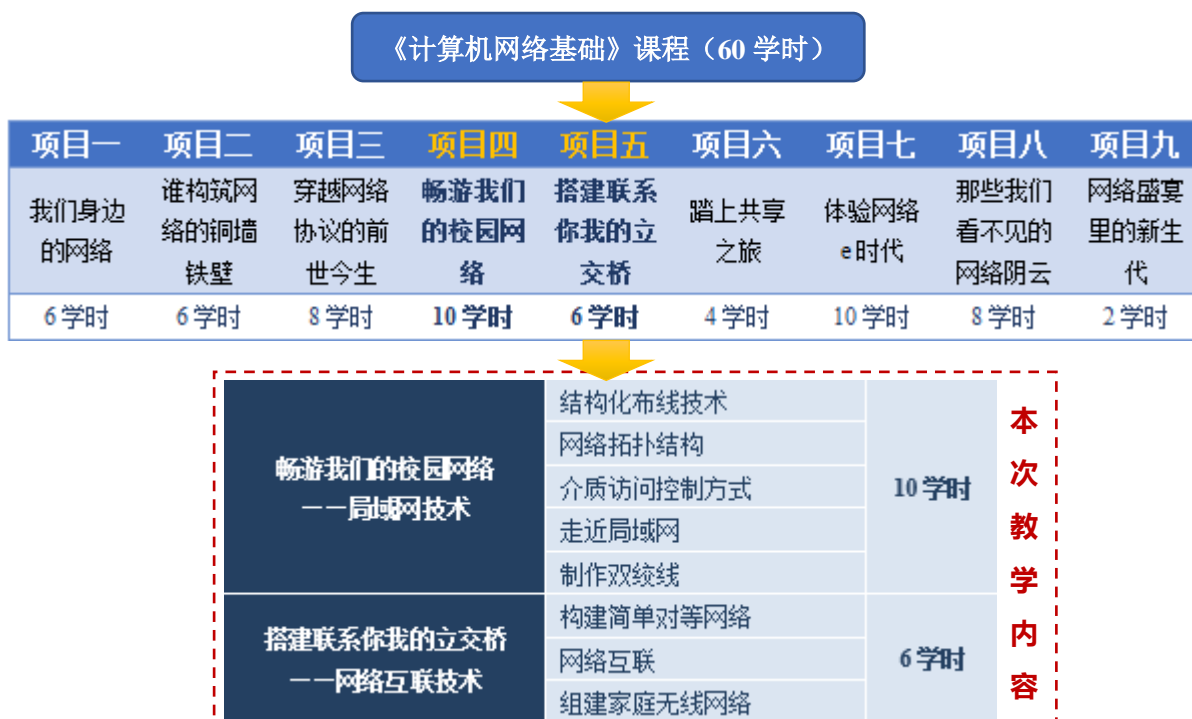 《计算机网络基础》课程（60 学时）
项目一 项目二 项目三 项目四 项目五 项目六 项目七 项目八 项目九
我们身边
的网络
谁构筑网
络的铜墙
铁壁
穿越网络
协议的前
世今生
畅游我们
的校园网
络
搭建联系
你我的立
交桥
踏上共享
之旅
体验网络
e时代
那些我们
看不见的
网络阴云
网络盛宴
里的新生
代
6学时 6学时 8学时 10学时 6学时 4学时 10学时 8学时 2学时
畅游我们的校园网络
——局域网技术
结构化布线技术
网络拓扑结构
介质访问控制方式
走近局域网
制作双绞线
10学时
搭建联系你我的立交桥
——网络互联技术
构建简单对等网络
网络互联
组建家庭无线网络
6学时
本
次
教
学
内
容